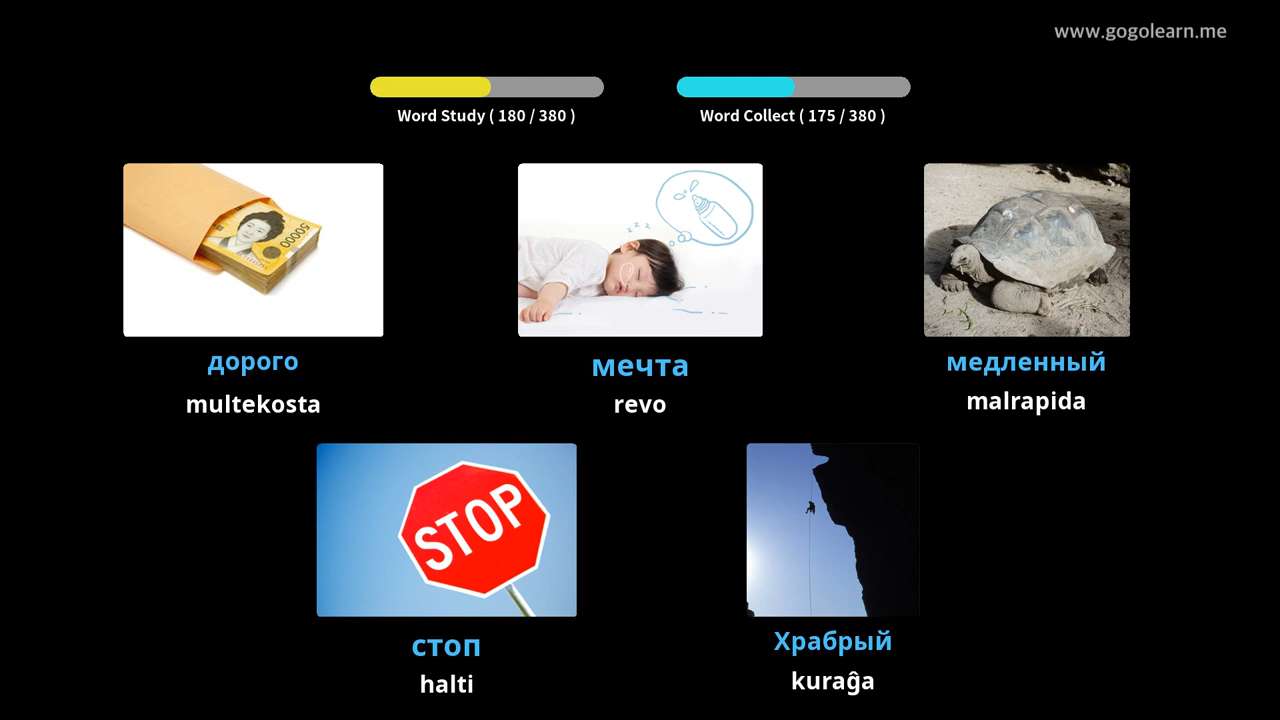 www.gogolearn.me
Word Study ( 180 / 380 )
Word Collect ( 175 / 380 )
50000
дорого
multekosta
мечта
revo
медленный
malrapida
STOP
стоп
halti
Храбрый
kuraĝa